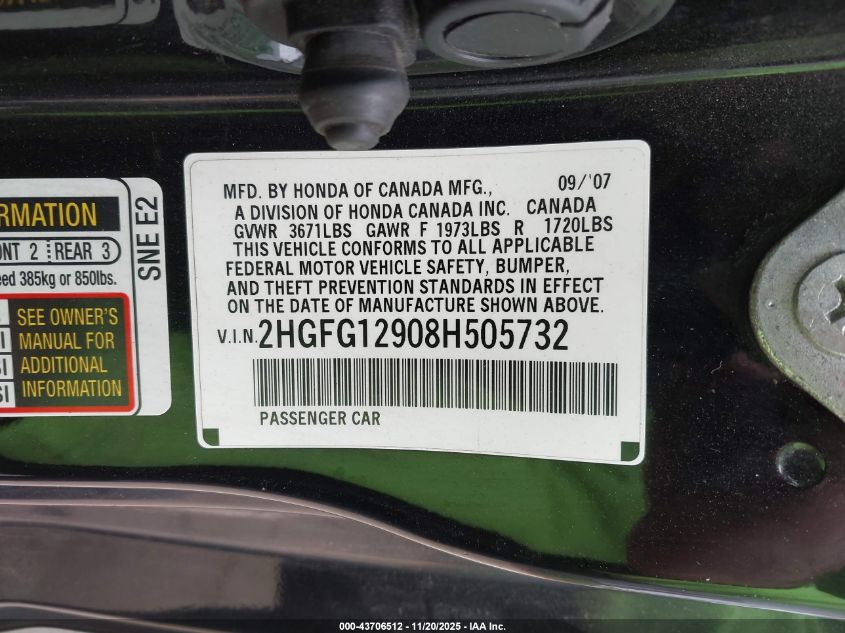 MFD. BY HONDA OF CANADA MFG., 09/'07
A DIVISION OF HONDA CANADA INC. CANADA
GVWR 3671LBS GAWR F 1973LBS R 1720LBS
THIS VEHICLE CONFORMS TO ALL APPLICABLE
FEDERAL MOTOR VEHICLE SAFETY, BUMPER,
AND THEFT PREVENTION STANDARDS IN EFFECT
ON THE DATE OF MANUFACTURE SHOWN ABOVE.
V.I.N. 2HGFG12908H505732
PASSENGER CAR
RMATION
ONT 2 REAR 3
eed 385kg or 850lbs.
SEE OWNER'S
MANUAL FOR
ADDITIONAL
INFORMATION
SNE E2
000-43706512 - 11/20/2025 - IAA Inc.